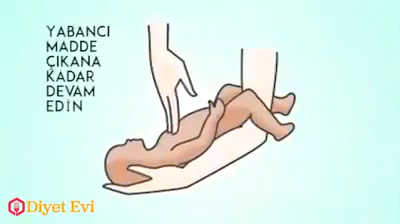 YABANCI
MADDE
ÇIKANA
KADAR
DEVAM
EDİN
Diyet Evi